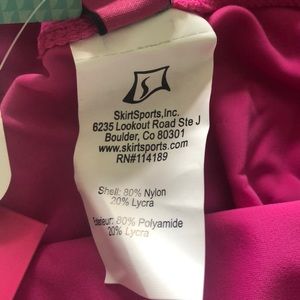 S
SkirtSports,Inc.
6235 Lookout Road Ste J
Boulder, Co 80301
www.skirtsports.com
RN#114189
Shell: 80% Nylon
20% Lycra
80% Polyamide
20% Lycra